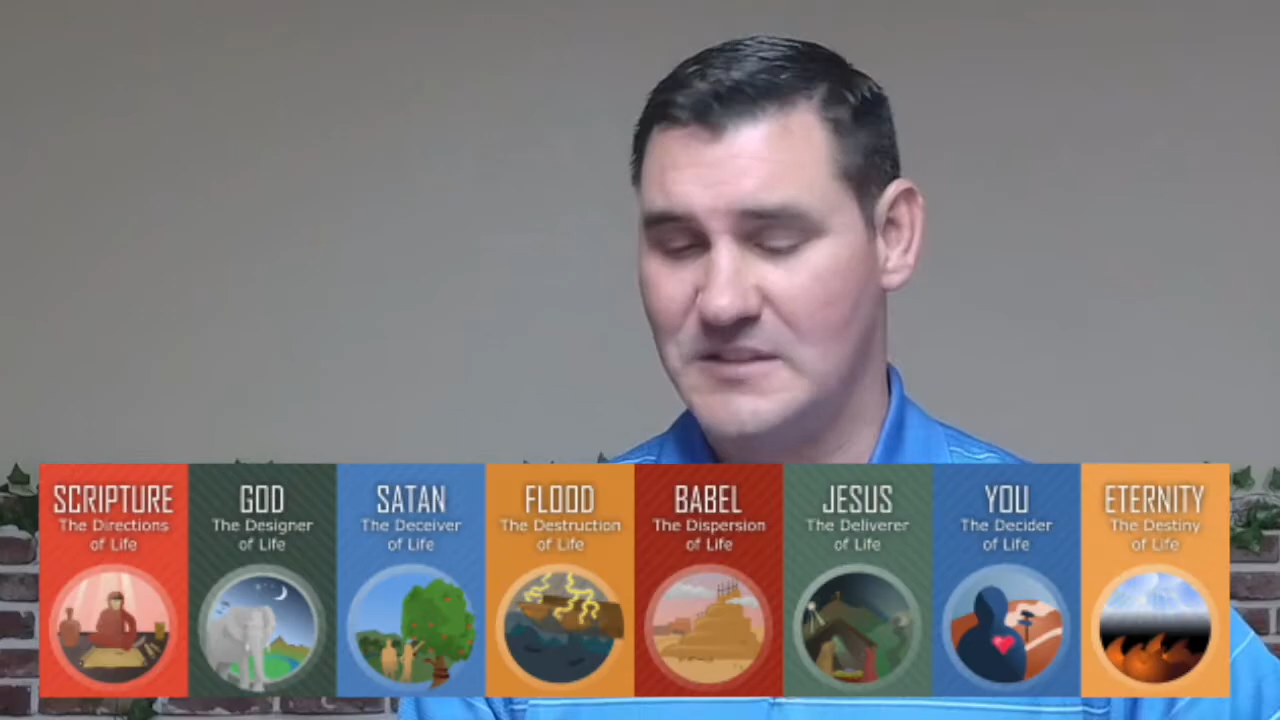 SCRIPTURE
The Directions
of Life
GOD
The Designer
of Life
SATAN
The Deceiver
of Life
FLOOD
The Destruction
of Life
BABEL
The Dispersion
of Life
JESUS
The Deliverer
of Life
YOU
The Decider
of Life
ETERNITY
The Destiny
of Life